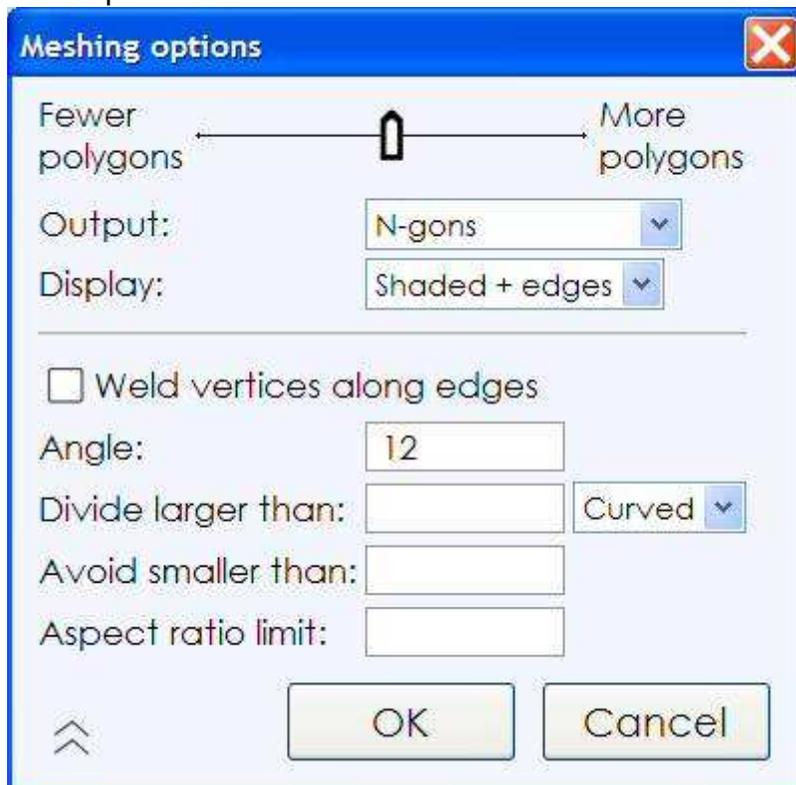 Meshing options
Fewer polygons
More polygons
Output: N-gons
Display: Shaded + edges
Weld vertices along edges
Angle: 12
Divide larger than: Curved
Avoid smaller than:
Aspect ratio limit:
OK Cancel